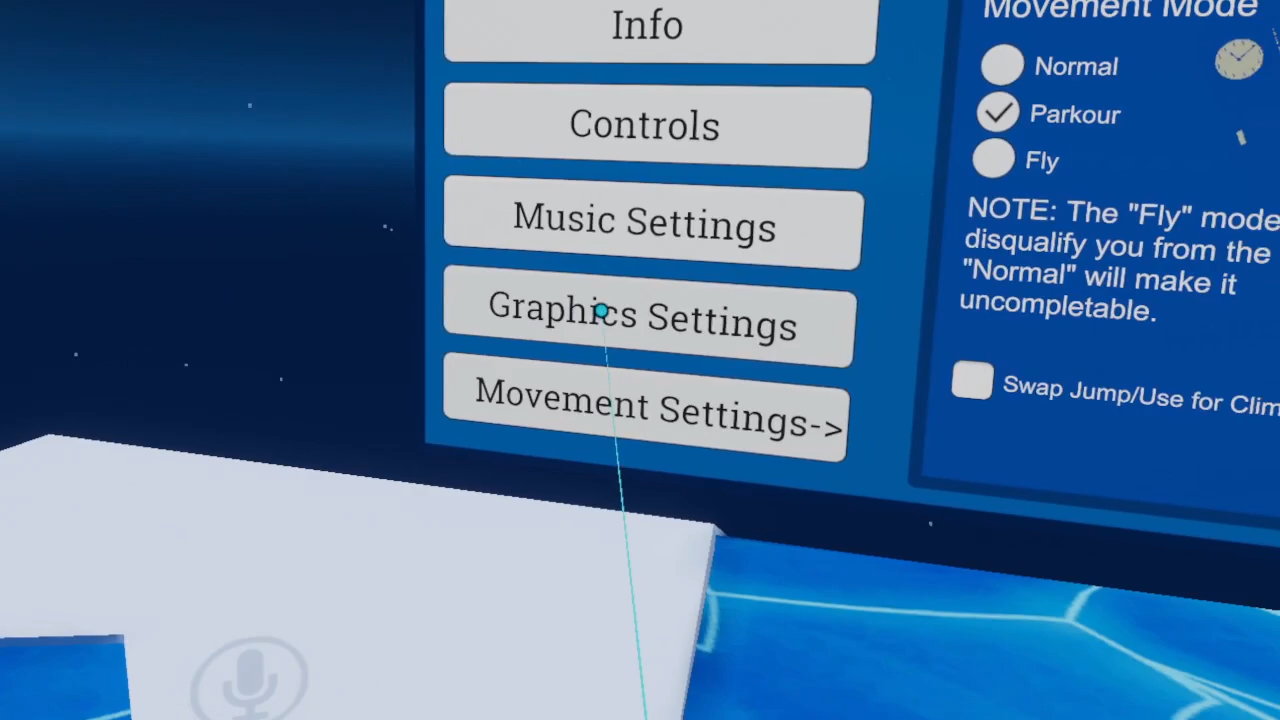 Info
Controls
Music Settings
Graphics Settings
Movement Settings->
Movement Mode
Normal
Parkour
Fly
NOTE: The "Fly" mode
disqualify you from the
"Normal" will make it
uncompletable.
Swap Jump/Use for Clim